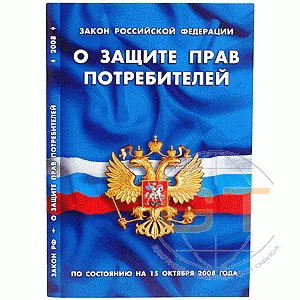 ЗАКОН РОССИЙСКОЙ ФЕДЕРАЦИИ
О ЗАЩИТЕ ПРАВ
ПОТРЕБИТЕЛЕЙ
ПО СОСТОЯНИЮ НА 15 ОКТЯБРЯ 2008 ГОДА
ЗАКОН РФ + О ЗАЩИТЕ ПРАВ ПОТРЕБИТЕЛЕЙ + 2008 +